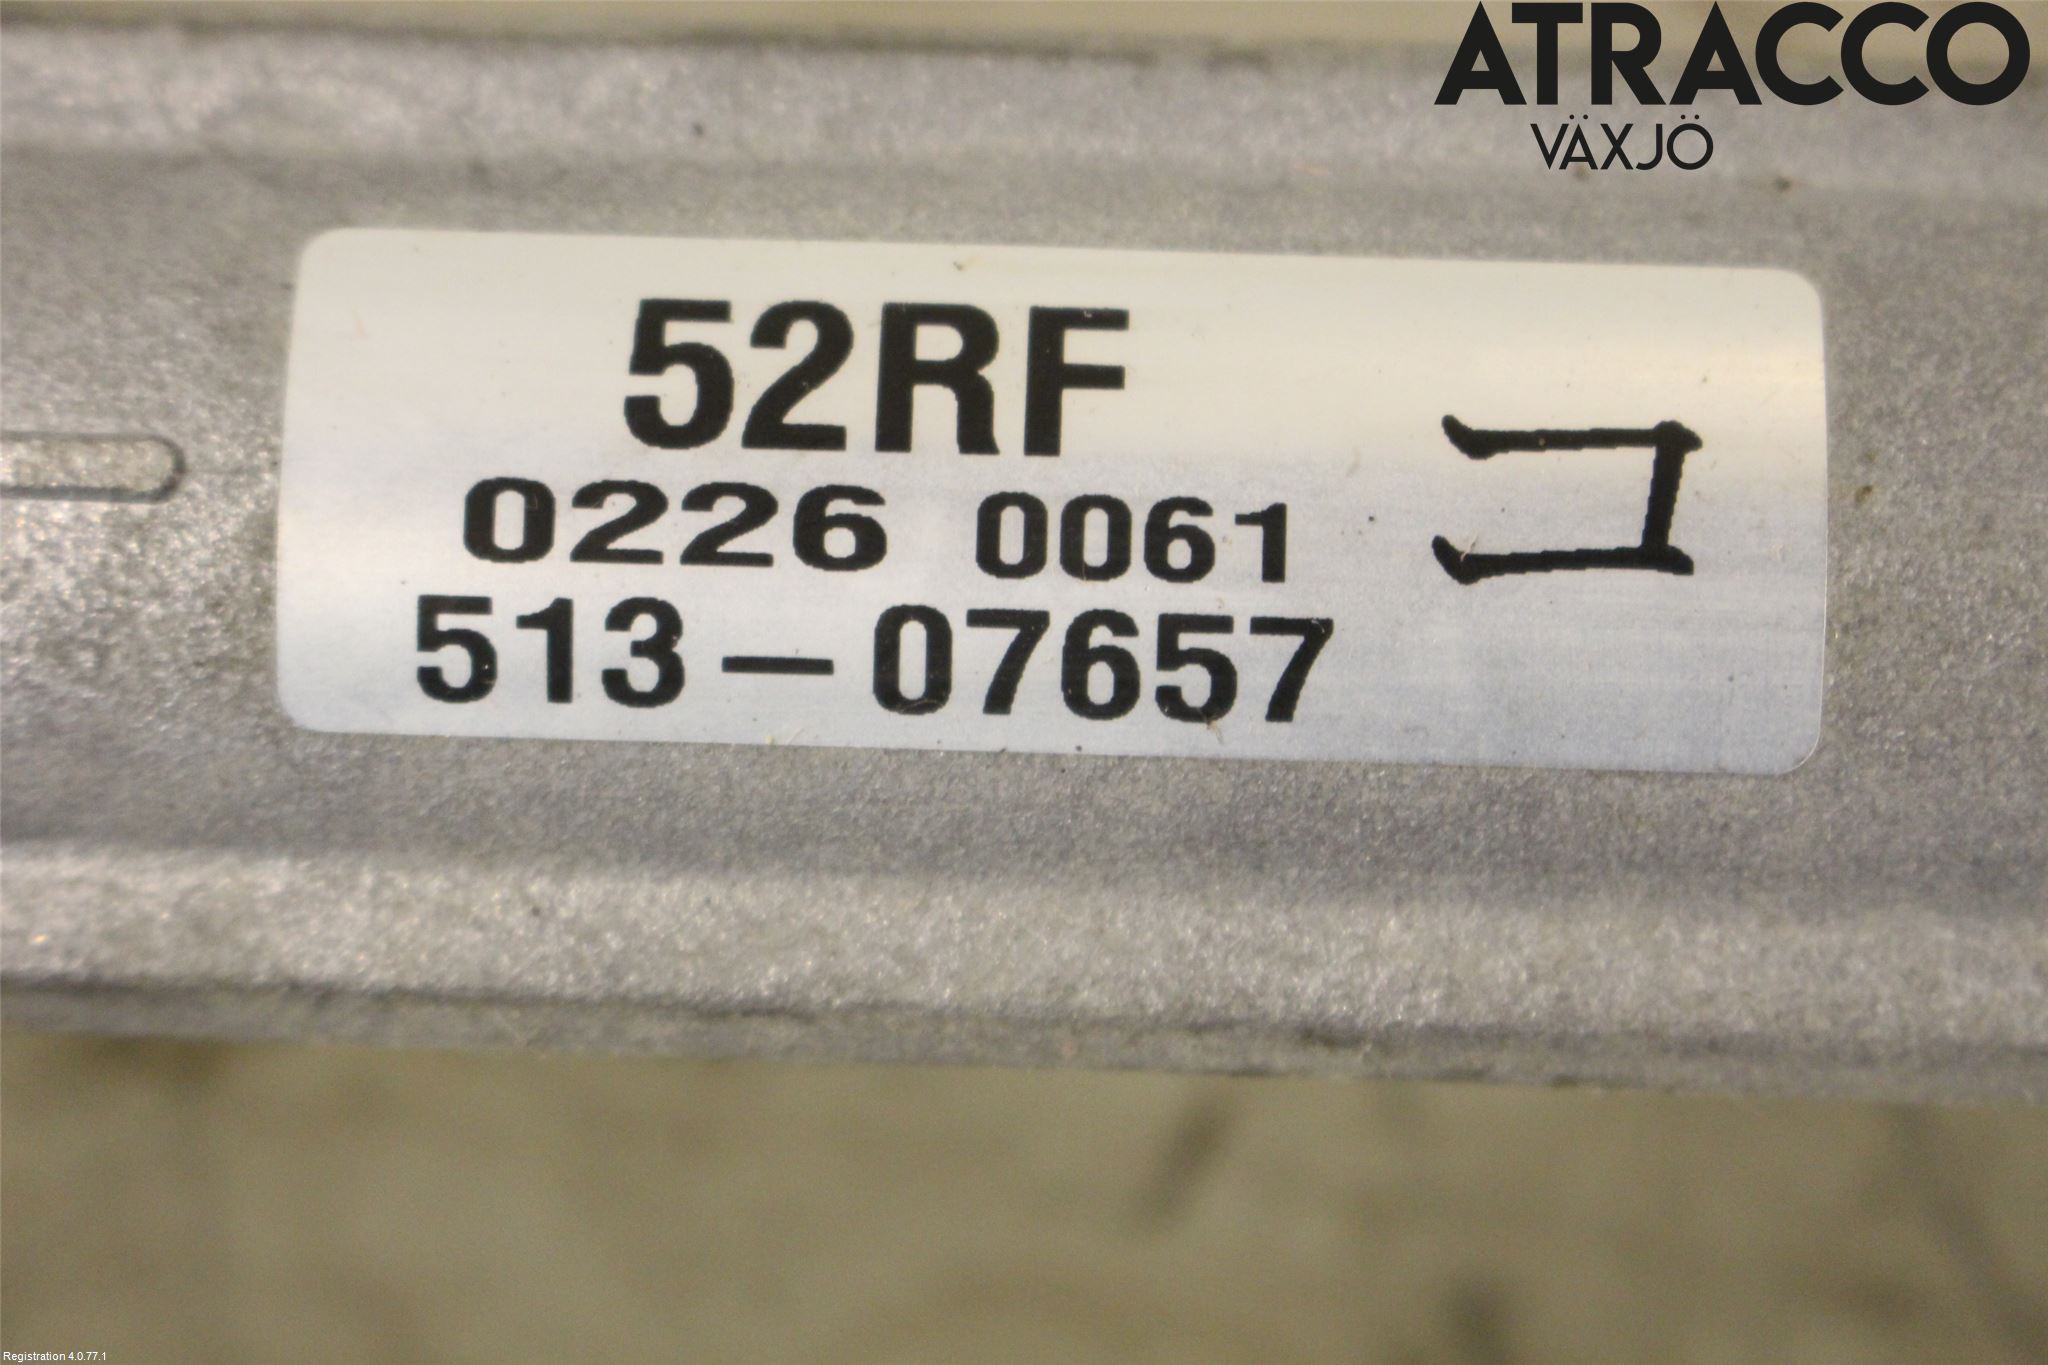 ATRACCO
VÄXJÖ
52RF
0226 0061
コ
513-07657
Registration 4.0.77.1